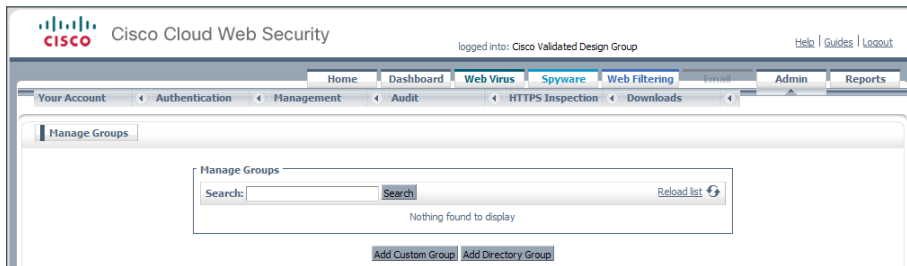 CISCO Cisco Cloud Web Security
logged into: Cisco Validated Design Group
Help | Guides | Logout
Home Dashboard Web Virus Spyware Web Filtering Email Admin Reports
Your Account Authentication Management Audit HTTPS Inspection Downloads
Manage Groups
Manage Groups
Search: Search Reload list
Nothing found to display
Add Custom Group Add Directory Group